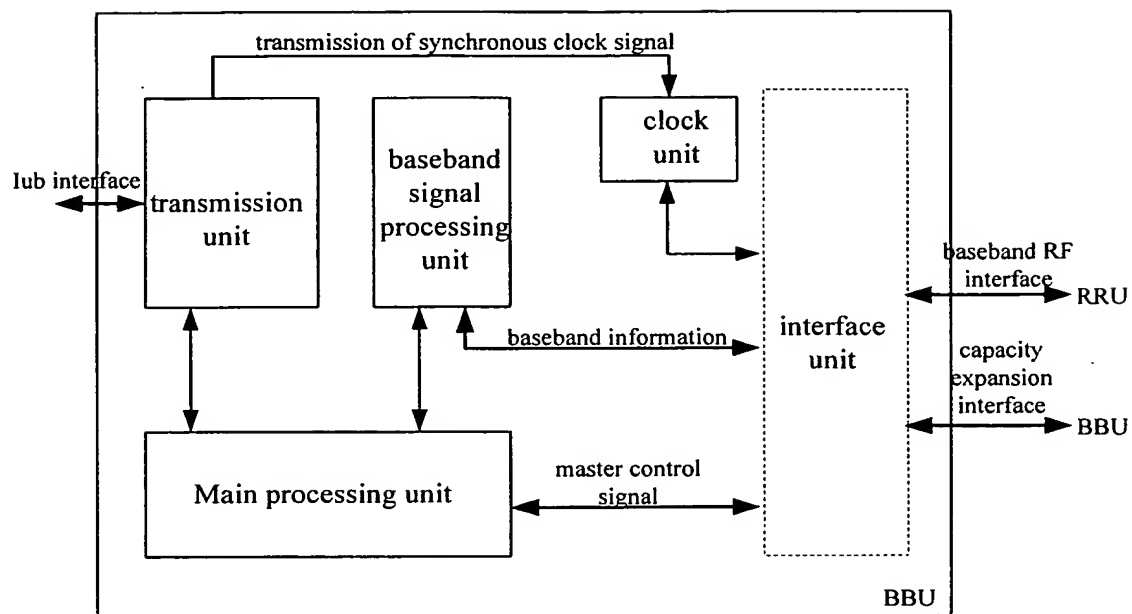 transmission of synchronous clock signal
clock
unit
baseband
signal
processing
unit
Iub interface
transmission
unit
baseband RF
interface
RRU
interface
unit
baseband information
capacity
expansion
interface
BBU
Main processing unit
master control
signal
BBU